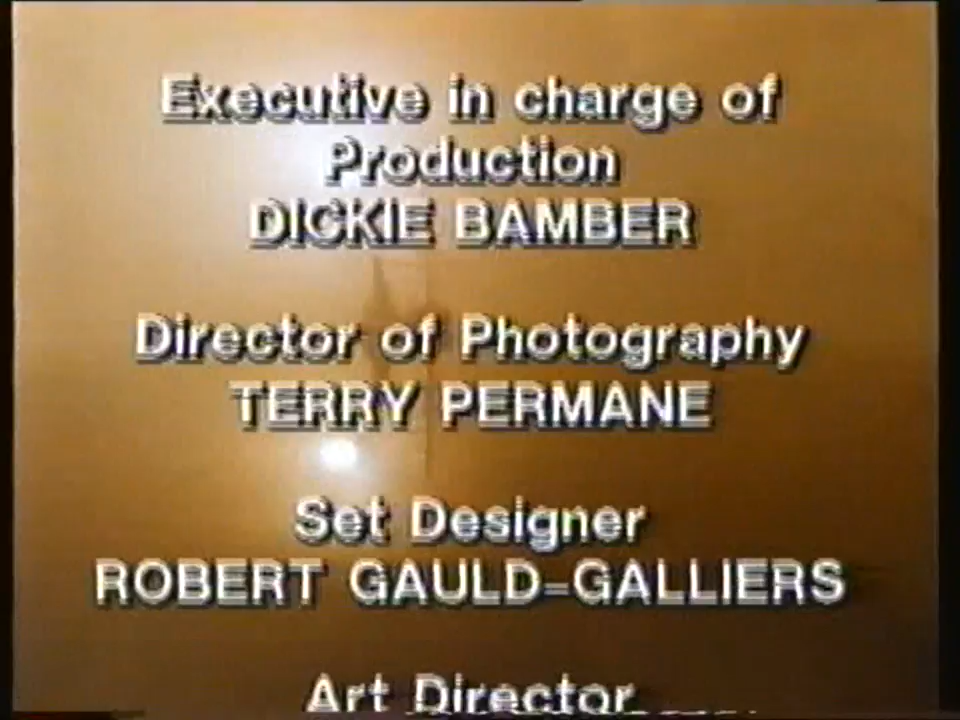 Executive in charge of
Production
DICKIE BAMBER
Director of Photography
TERRY PERMANE
Set Designer
ROBERT GAULD-GALLIERS
Art Director